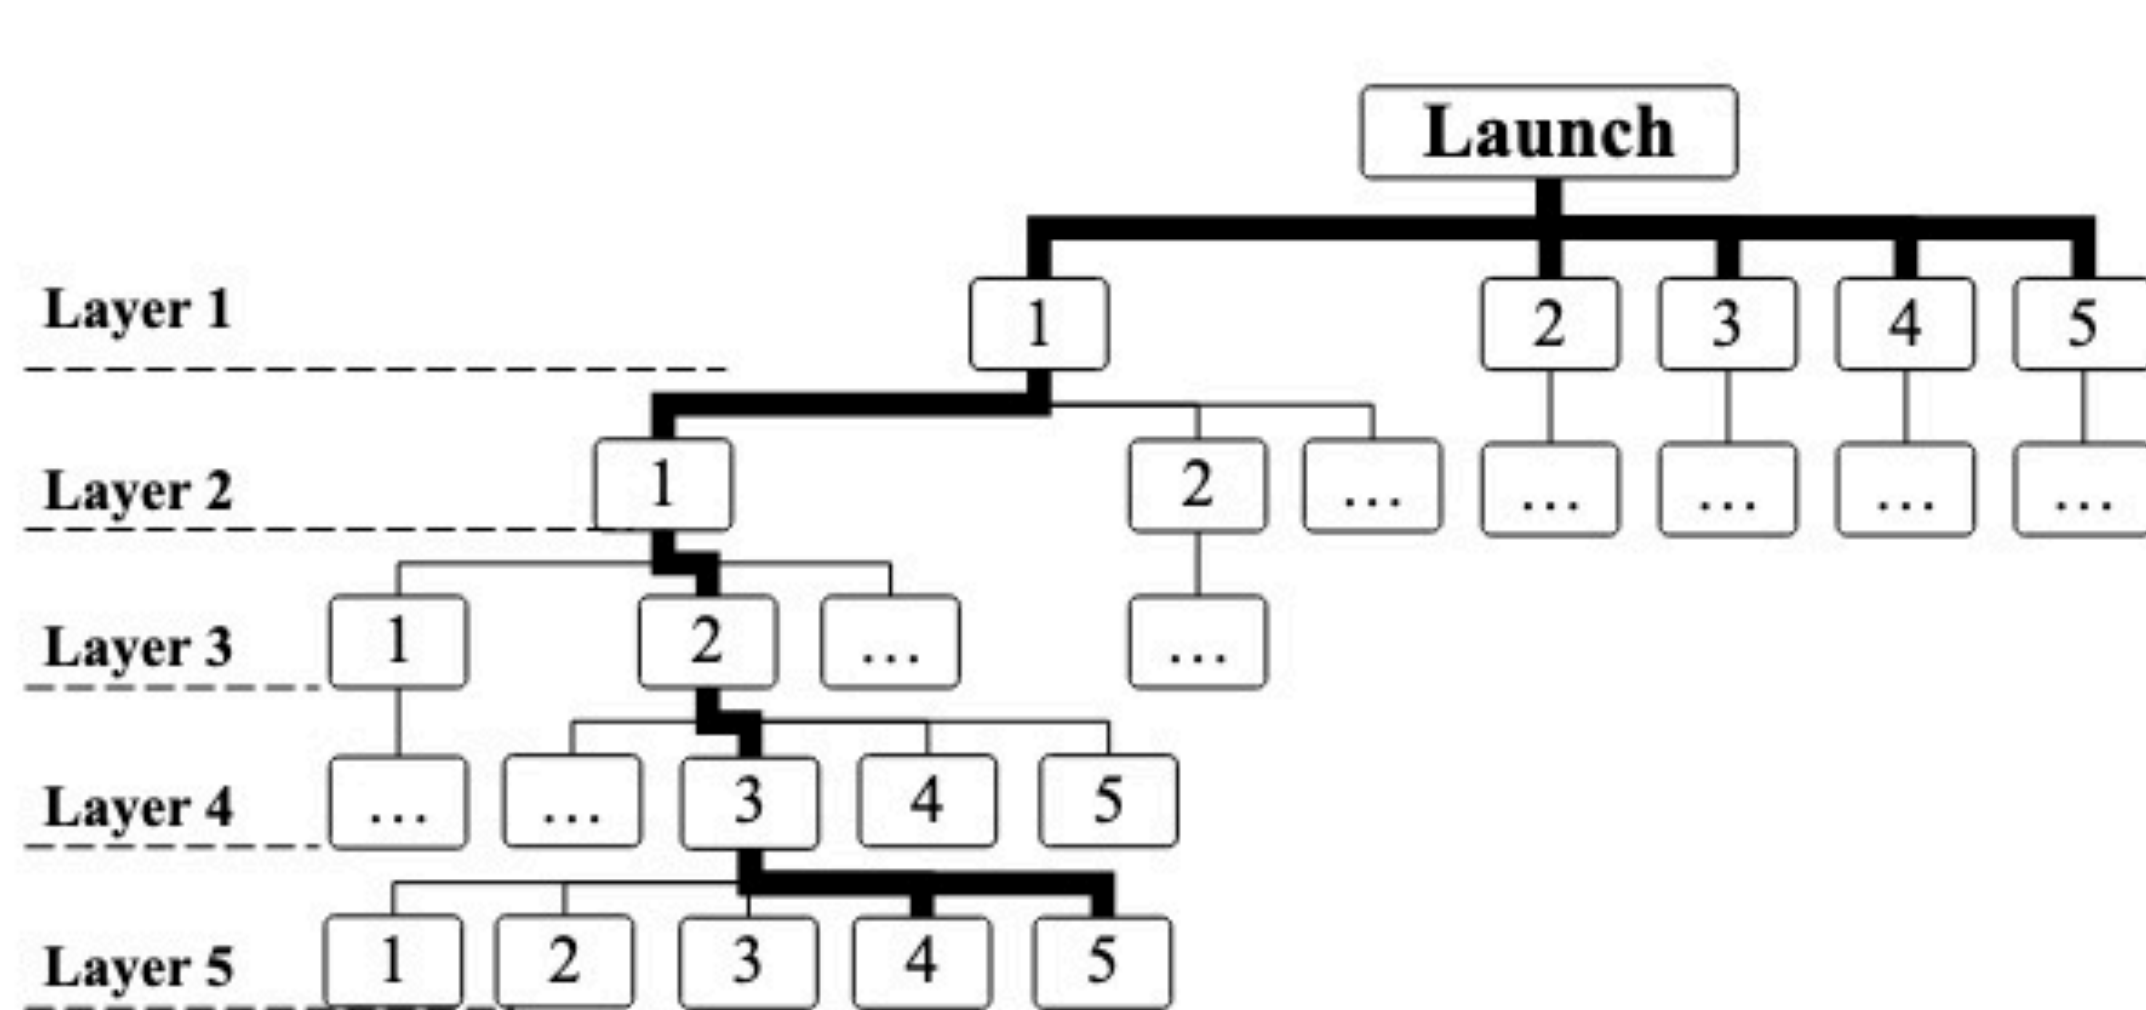 Launch
Layer 1 1 2 3 4 5
Layer 2 1 2 ... ... ... ... ...
Layer 3 1 2 ... ...
Layer 4 ... ... 3 4 5
Layer 5 1 2 3 4 5